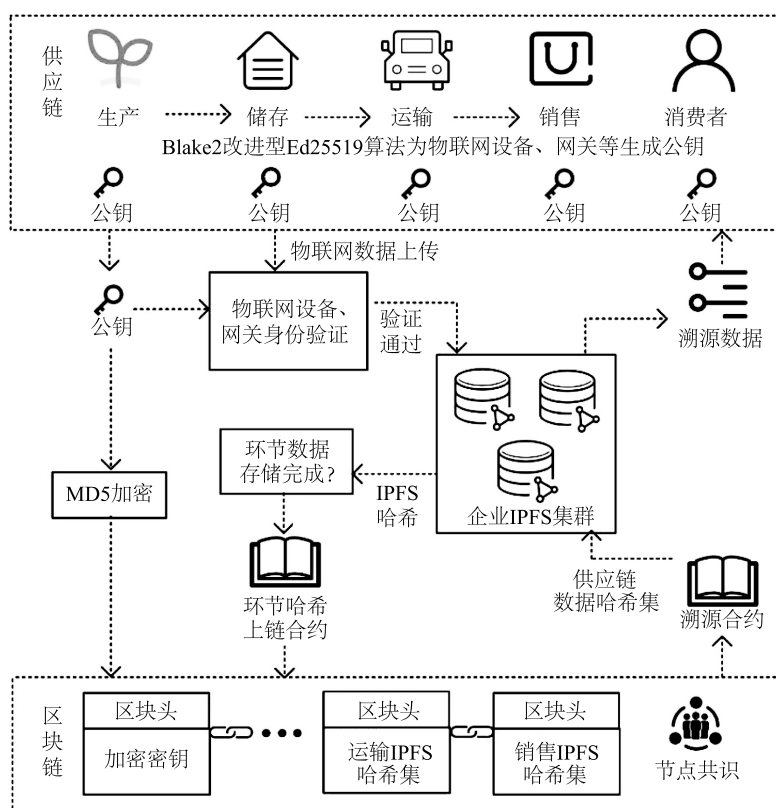 供应链
生产
储存
运输
销售
消费者
Blake2改进型Ed25519算法为物联网设备、网关等生成公钥
公钥
公钥
公钥
公钥
公钥
物联网数据上传
公钥
物联网设备、
网关身份验证
验证
通过
溯源数据
环节数据
存储完成?
IPFS
哈希
企业IPFS集群
MD5加密
环节哈希
上链合约
供应链
数据哈希集
溯源合约
区块链
区块头
加密密钥
区块头
运输IPFS
哈希集
区块头
销售IPFS
哈希集
节点共识